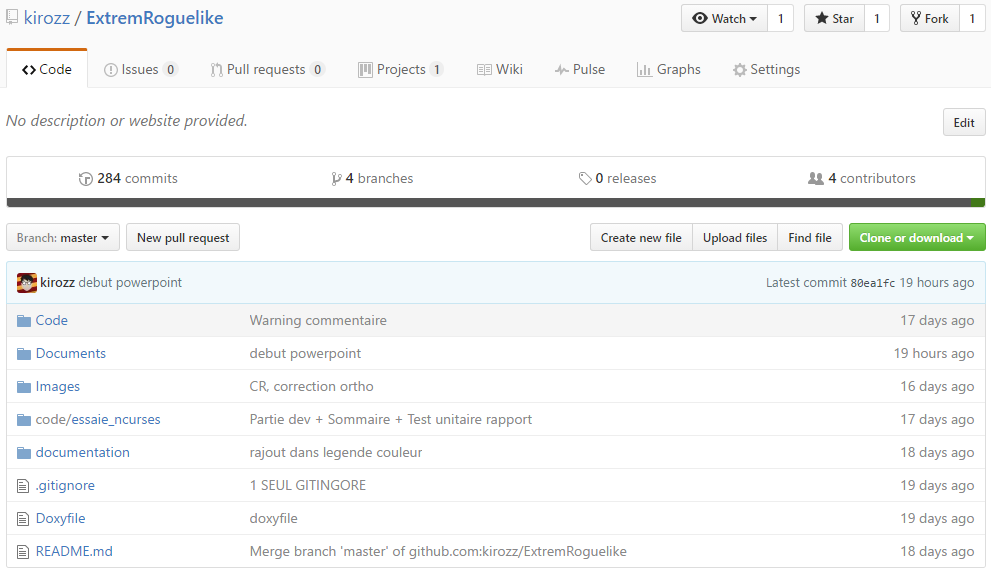 kirozz / ExtremRoguelike Watch 1 Star 1 Fork 1
Code Issues 0 Pull requests 0 Projects 1 Wiki Pulse Graphs Settings
No description or website provided. Edit
284 commits 4 branches 0 releases 4 contributors
Branch: master New pull request Create new file Upload files Find file Clone or download
kirozz debut powerpoint Latest commit 80ea1fc 19 hours ago
Code Warning commentaire 17 days ago
Documents debut powerpoint 19 hours ago
Images CR, correction ortho 16 days ago
code/essaie_ncurses Partie dev + Sommaire + Test unitaire rapport 17 days ago
documentation rajout dans legende couleur 18 days ago
.gitignore 1 SEUL GITINGORE 19 days ago
Doxyfile doxyfile 19 days ago
README.md Merge branch 'master' of github.com:kirozz/ExtremRoguelike 18 days ago